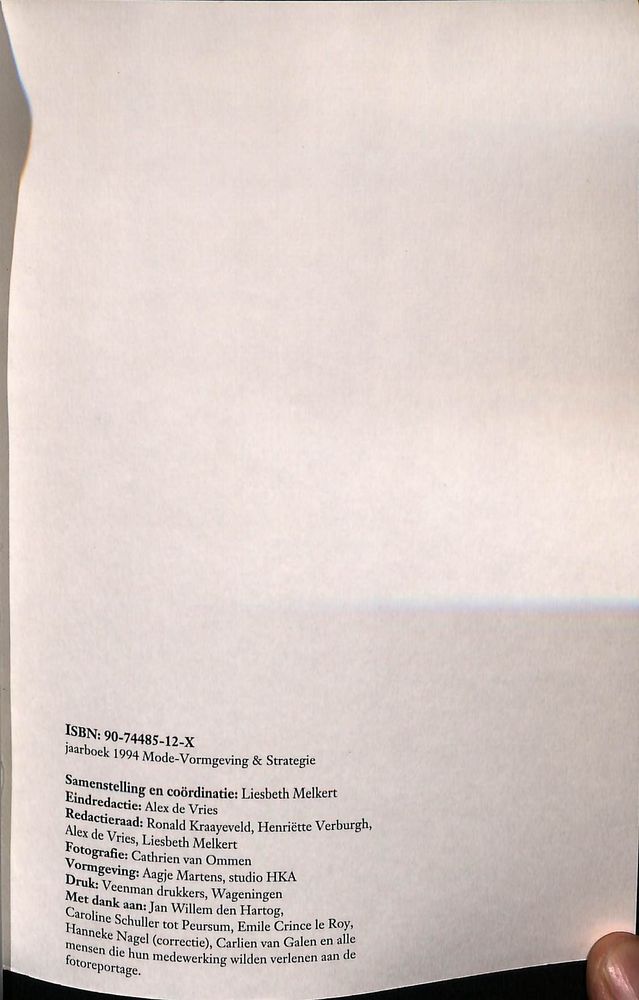 ISBN: 90-74485-12-X
jaarboek 1994 Mode-Vormgeving & Strategie
Samenstelling en coördinatie: Liesbeth Melkert
Eindredactie: Alex de Vries
Redactieraad: Ronald Kraayeveld, Henriëtte Verburgh,
Alex de Vries, Liesbeth Melkert
Fotografie: Cathrien van Ommen
Vormgeving: Aagje Martens, studio HKA
Druk: Veenman drukkers, Wageningen
Met dank aan: Jan Willem den Hartog,
Caroline Schuller tot Peursum, Emile Crince le Roy,
Hanneke Nagel (correctie), Carlien van Galen en alle
mensen die hun medewerking wilden verlenen aan de
fotoreportage.